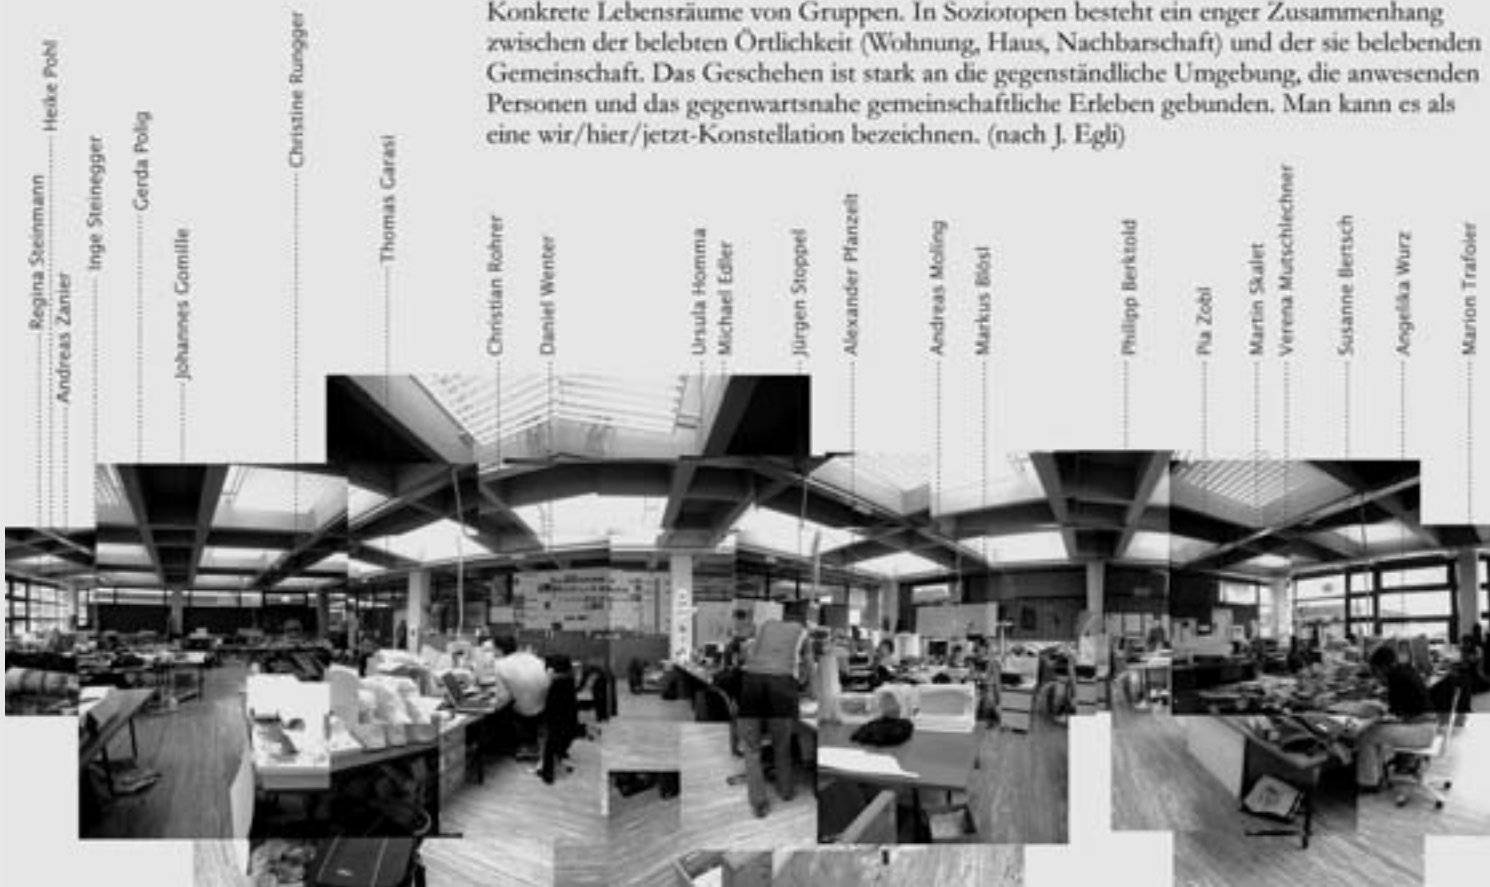 Konkrete Lebensräume von Gruppen. In Soziotopen besteht ein enger Zusammenhang
zwischen der belebten Örtlichkeit (Wohnung, Haus, Nachbarschaft) und der sie belebenden
Gemeinschaft. Das Geschehen ist stark an die gegenständliche Umgebung, die anwesenden
Personen und das gegenwartsnahe gemeinschaftliche Erleben gebunden. Man kann es als
eine wir/hier/jetzt-Konstellation bezeichnen. (nach J. Egli)
Regina Steinmann
Heike Pohl
Andreas Zanier
Inge Steinegger
Gerda Polig
Johannes Gomille
Christine Rungger
Thomas Garasi
Christian Rohrer
Daniel Wenter
Ursula Homma
Michael Edler
Jürgen Stoppel
Alexander Pfanzelt
Andreas Moling
Markus Blösl
Philipp Berktold
Pia Zobl
Martin Skalet
Verena Mutschlechner
Susanne Bertsch
Angelika Wurz
Marion Trafoier